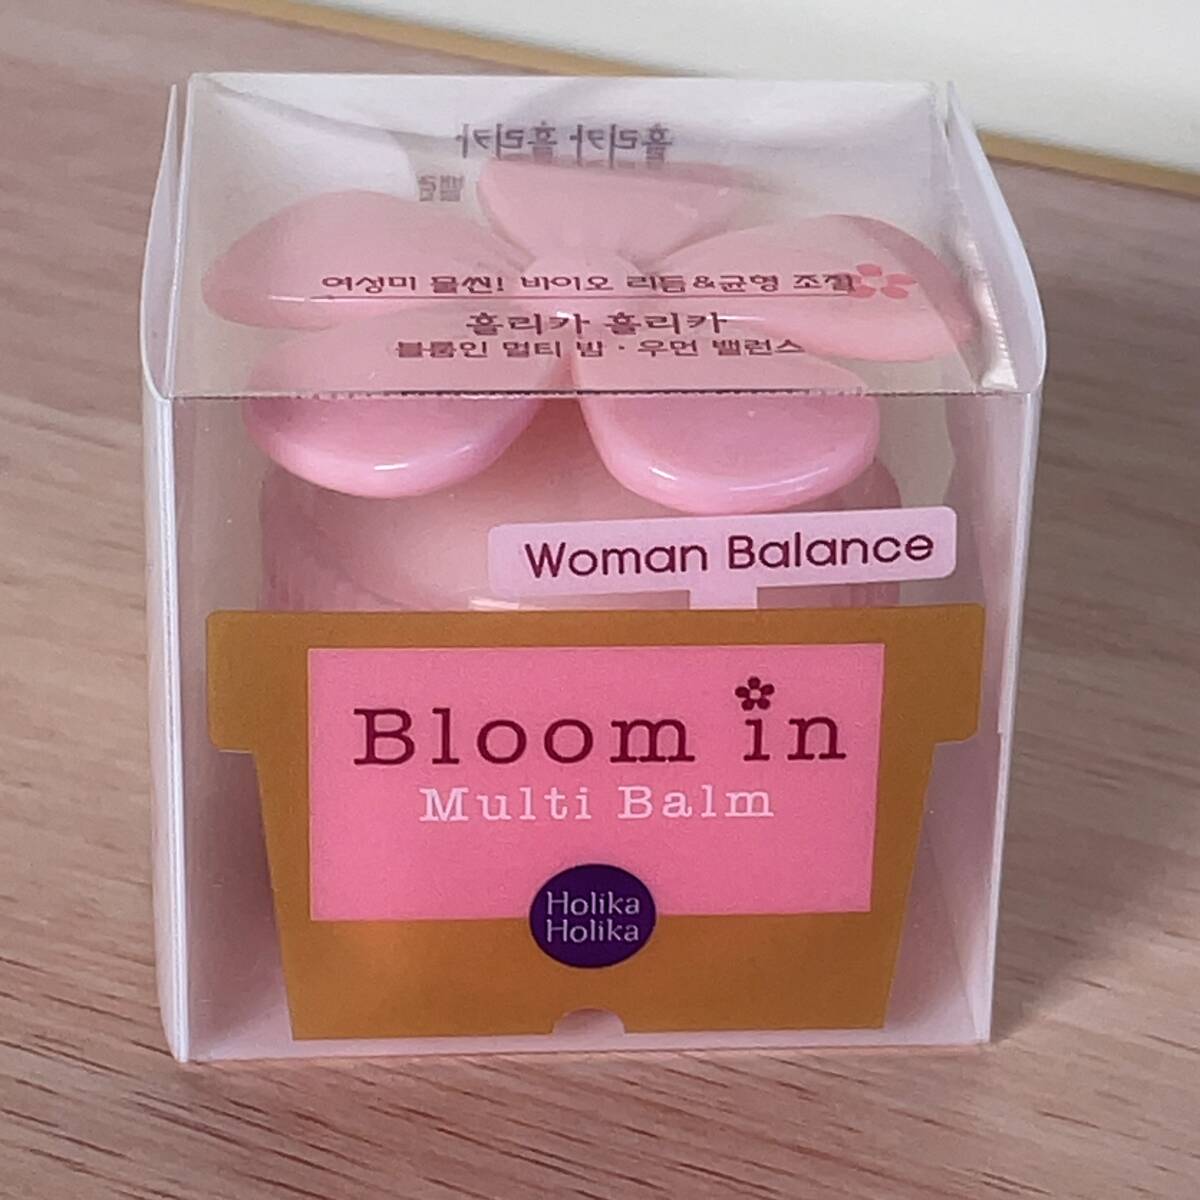 여성미 물씬! 바이오 리듬&균형 조절
홀리카 홀리카
블룸인 멀티 밤 · 우먼 밸런스
Woman Balance
Bloom in
Multi Balm
Holika
Holika